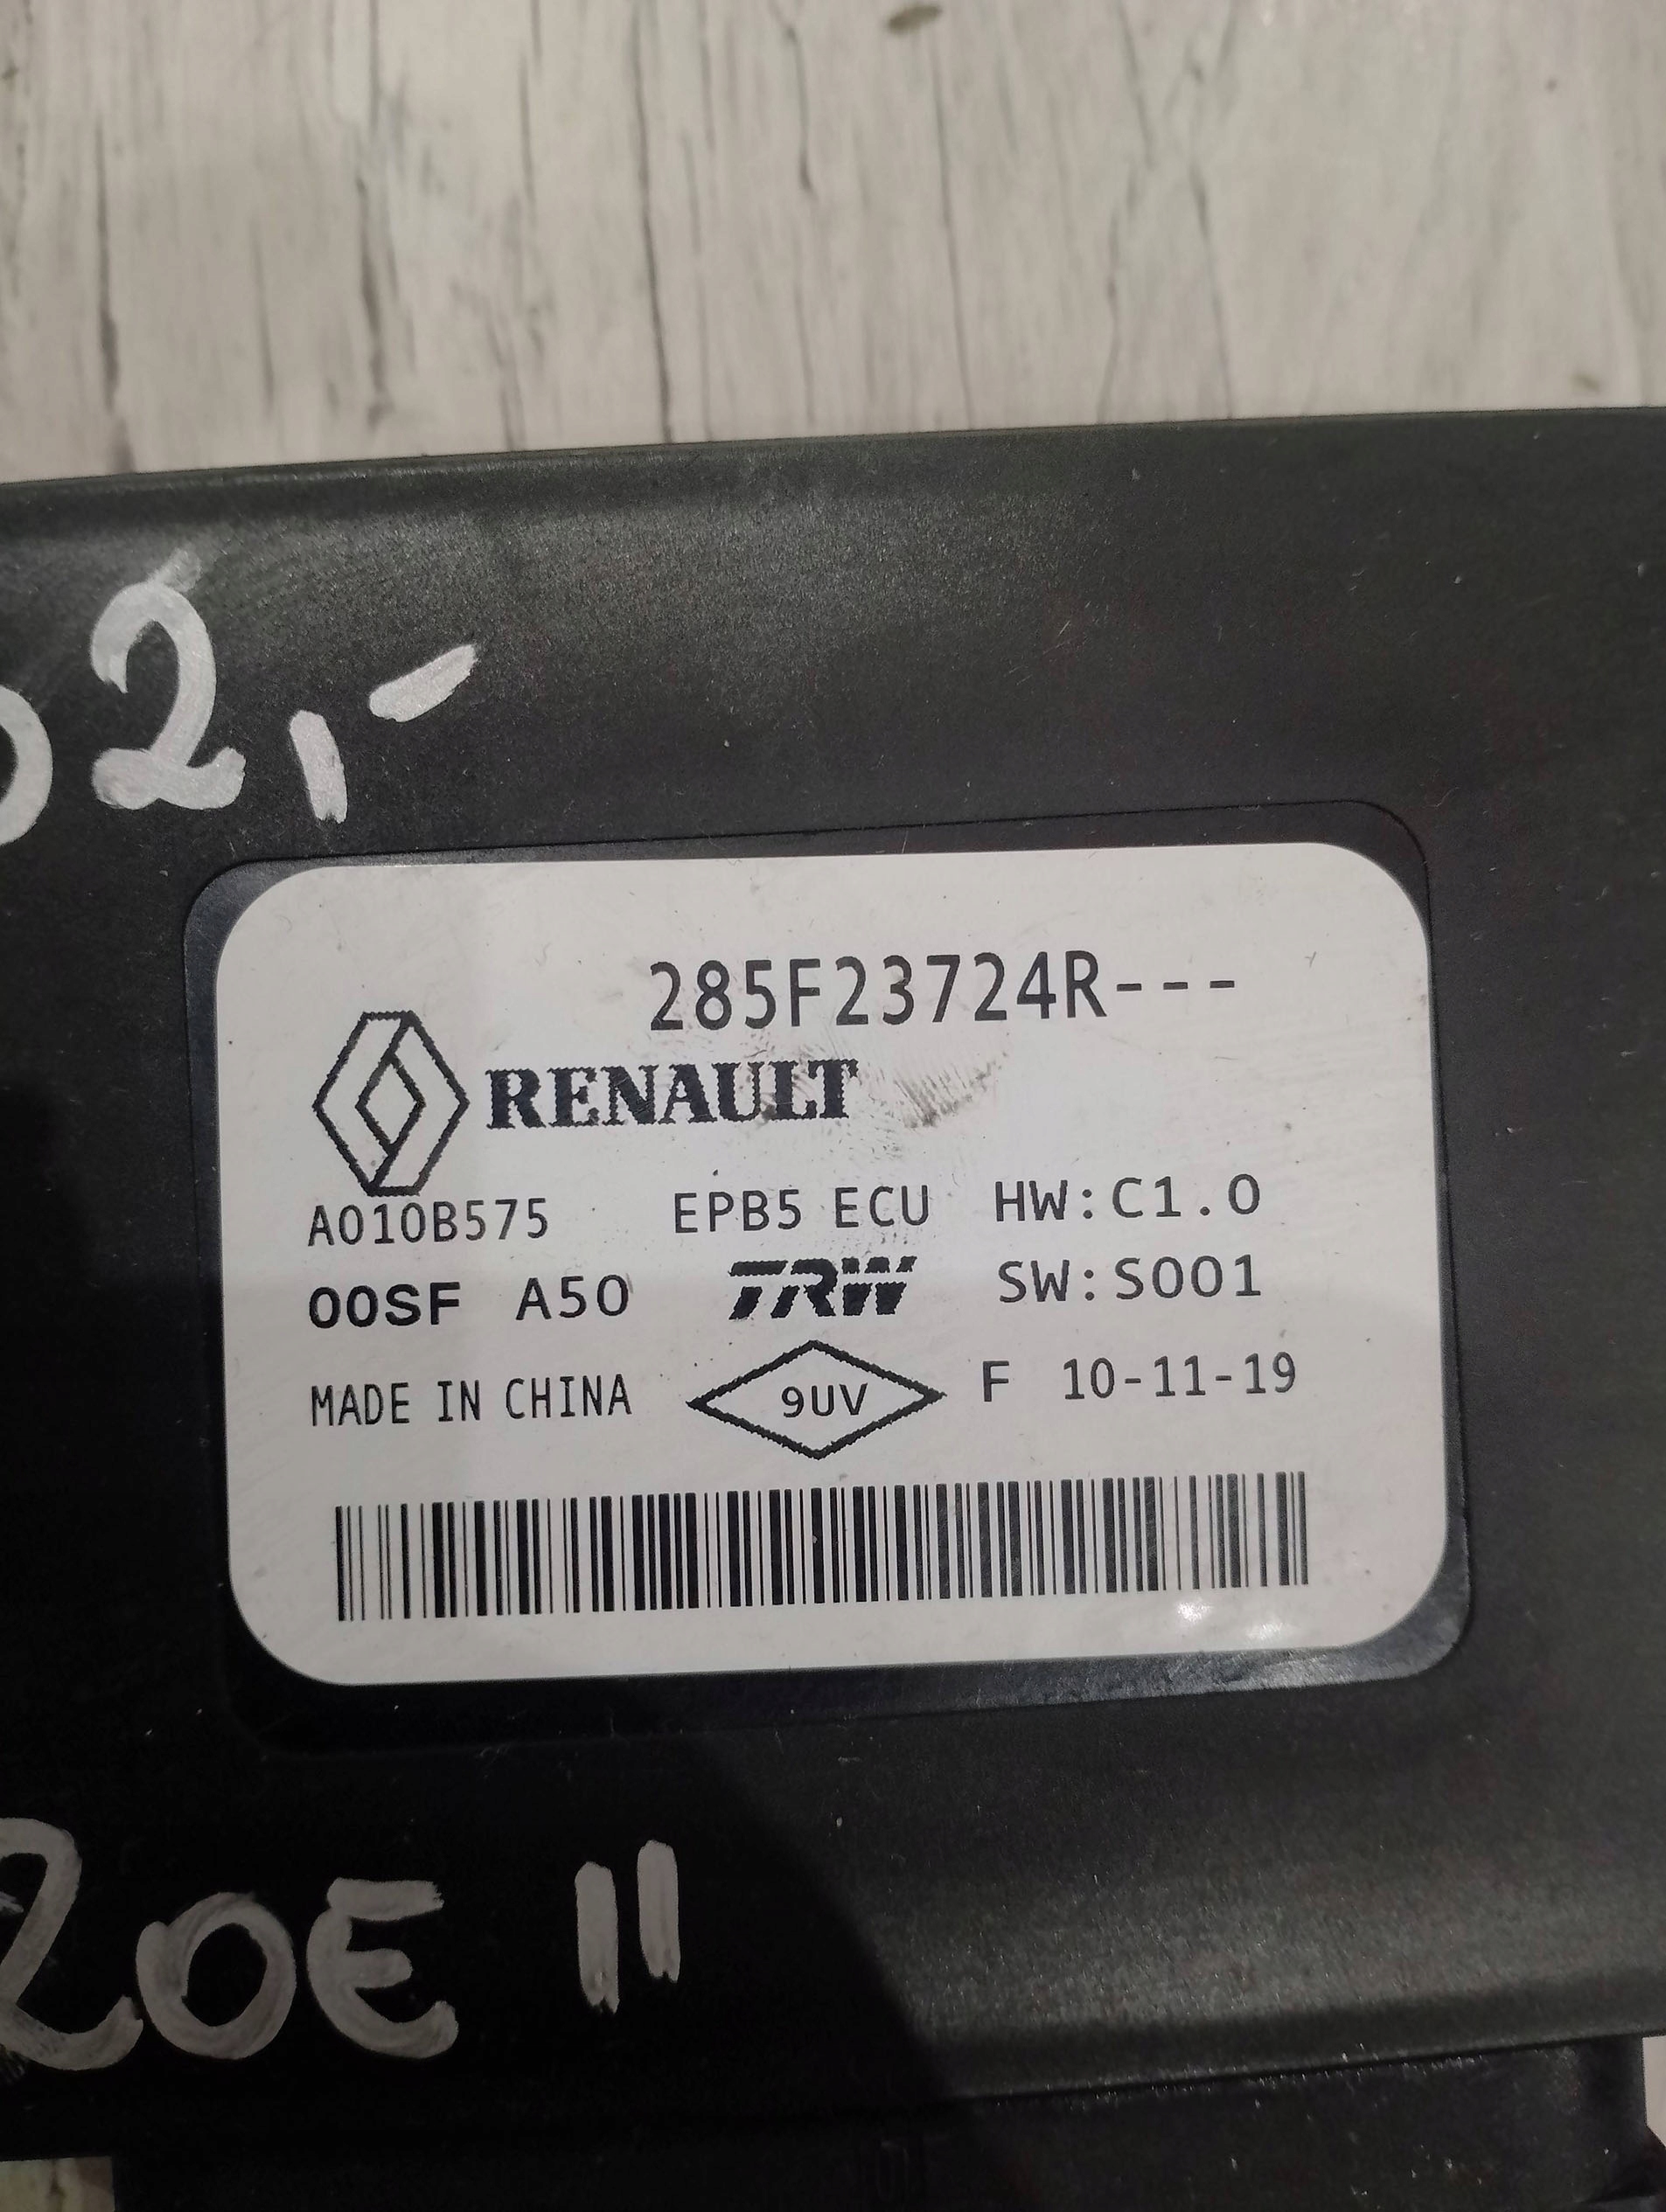 2,-
285F23724R---
RENAULT
A010B575 EPB5 ECU HW:C1.0
00SF A50 TRW SW:S001
MADE IN CHINA 9UV F 10-11-19
ZOE II